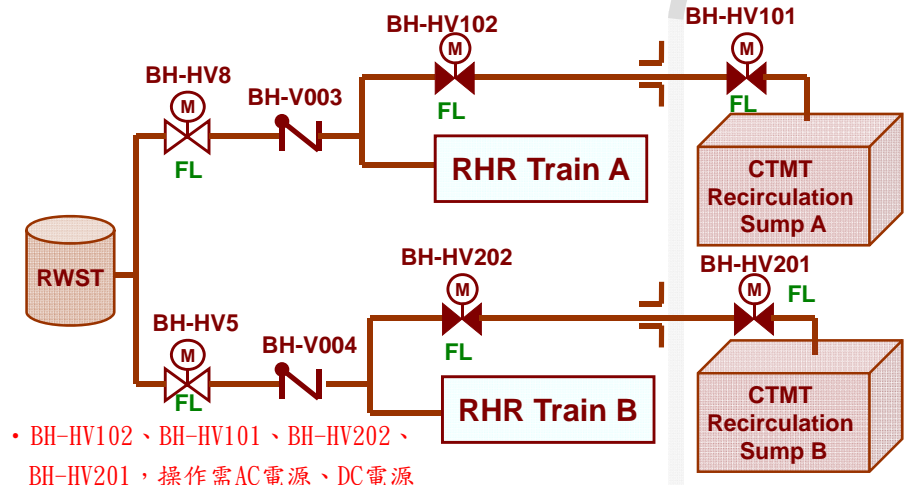 BH-HV102
BH-HV101
M
M
BH-HV8
BH-V003
M
FL
FL
FL
RHR Train A
CTMT
Recirculation
Sump A
RWST
BH-HV202
BH-HV201
M
M
FL
BH-HV5
BH-V004
M
FL
FL
RHR Train B
CTMT
Recirculation
Sump B
•BH-HV102、BH-HV101、BH-HV202、
BH-HV201，操作需AC電源、DC電源